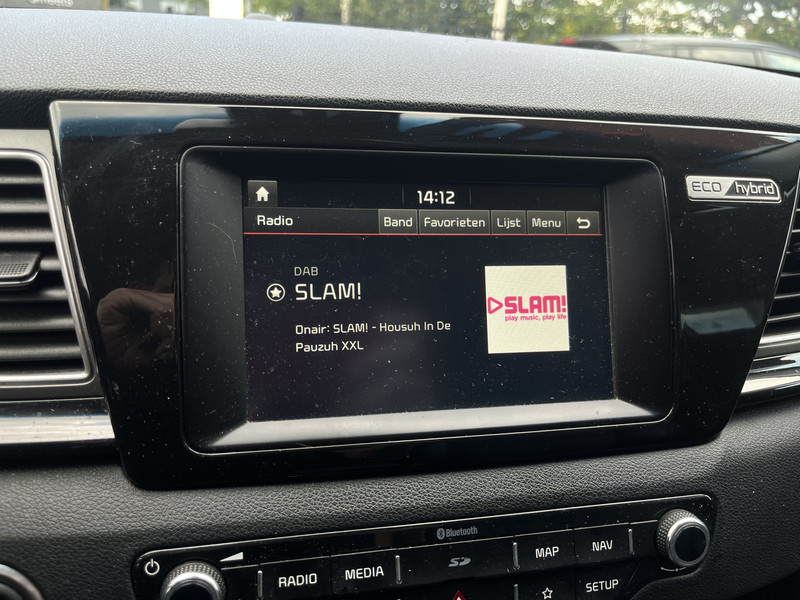 14:12
ECO hybrid
Radio Band Favorieten Lijst Menu
DAB
SLAM!
Onair: SLAM! - Housuh In De
Pauzuh XXL
SLAM!
play music, play life
Bluetooth
RADIO MEDIA SD MAP NAV
SETUP